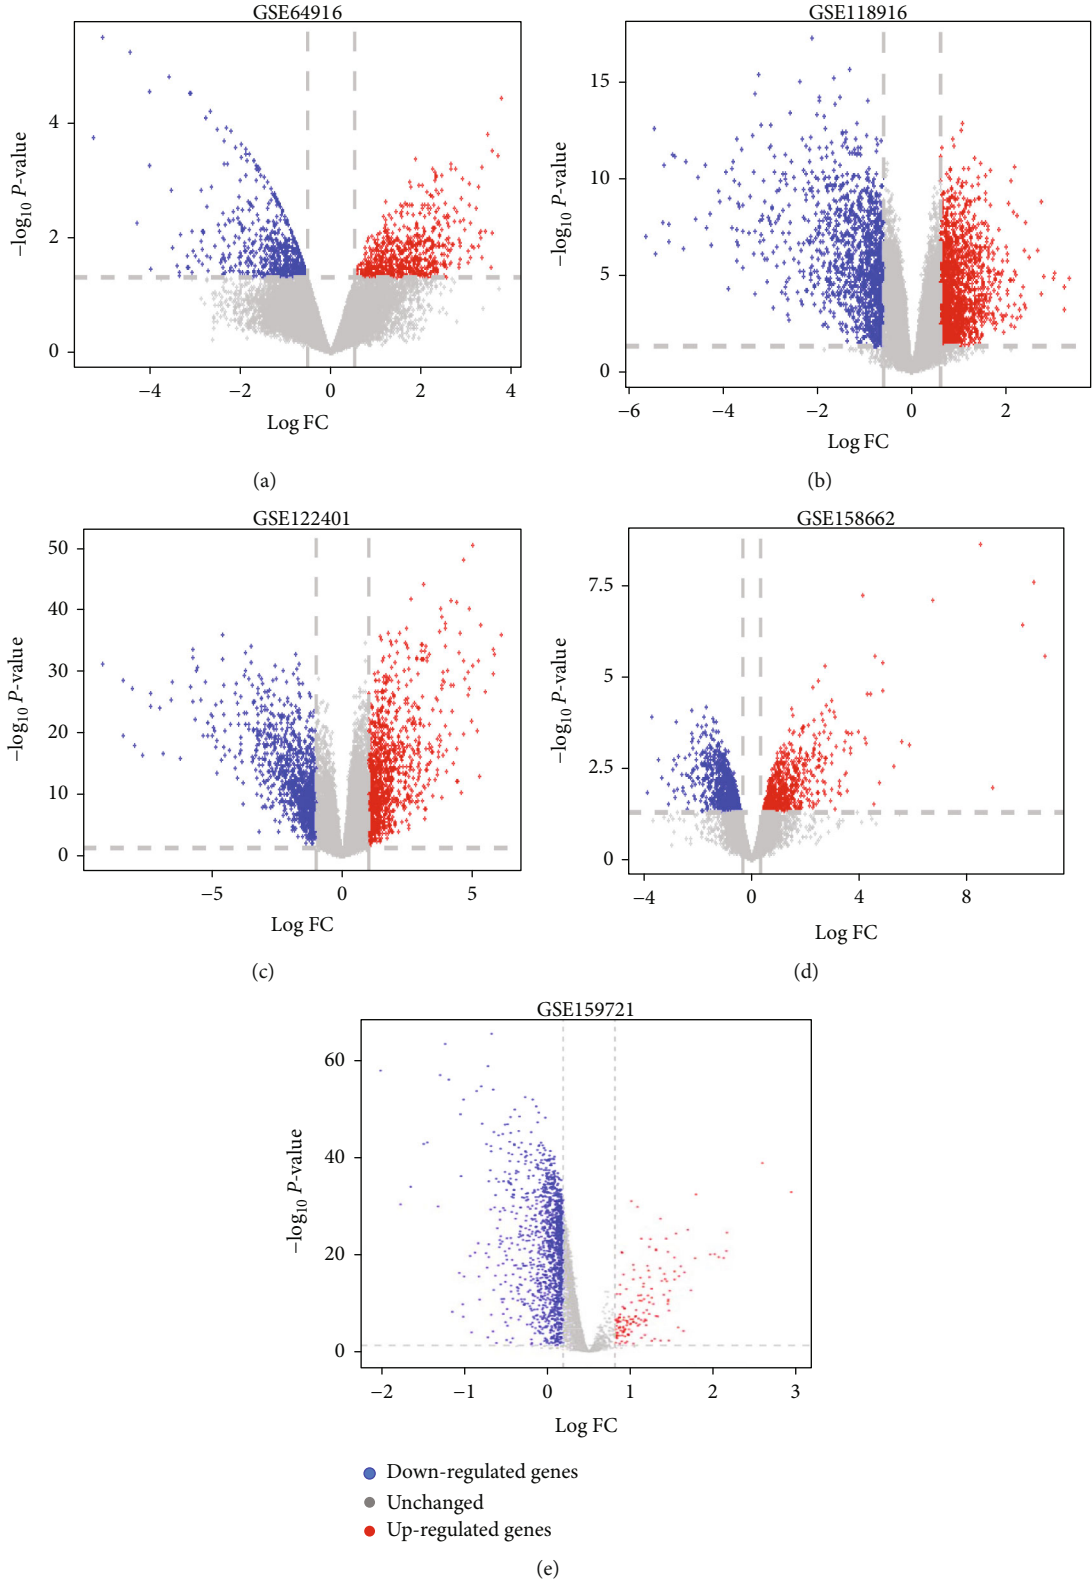 GSE64916
−log10 P-value
4
2
0
−4 −2 0 2 4
Log FC
(a)
GSE118916
−log10 P-value
15
10
5
0
−6 −4 −2 0 2
Log FC
(b)
GSE122401
−log10 P-value
50
40
30
20
10
0
−5 0 5
Log FC
(c)
GSE158662
−log10 P-value
7.5
5
2.5
0
−4 0 4 8
Log FC
(d)
GSE159721
−log10 P-value
60
40
20
0
−2 −1 0 1 2 3
Log FC
Down-regulated genes
Unchanged
Up-regulated genes
(e)